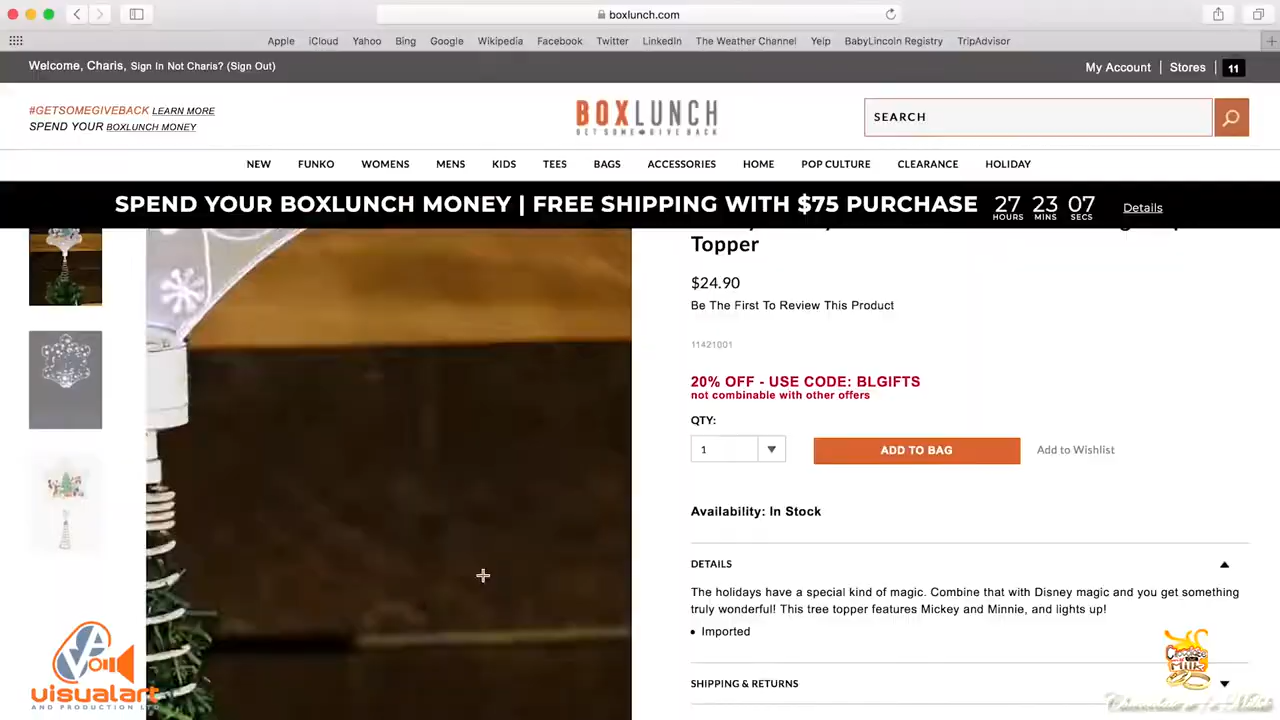 boxlunch.com
Apple iCloud Yahoo Bing Google Wikipedia Facebook Twitter LinkedIn The Weather Channel Yelp BabyLincoln Registry TripAdvisor
Welcome, Charis, Sign In Not Charis? (Sign Out)
My Account | Stores | 11
#GETSOMEGIVEBACK LEARN MORE
SPEND YOUR BOXLUNCH MONEY
BOXLUNCH
GET SOME GIVE BACK
SEARCH
NEW FUNKO WOMENS MENS KIDS TEES BAGS ACCESSORIES HOME POP CULTURE CLEARANCE HOLIDAY
SPEND YOUR BOXLUNCH MONEY | FREE SHIPPING WITH $75 PURCHASE 27 23 07 Details
HOURS MINS SECS
Topper
$24.90
Be The First To Review This Product
11421001
20% OFF - USE CODE: BLGIFTS
not combinable with other offers
QTY:
1
ADD TO BAG
Add to Wishlist
Availability: In Stock
DETAILS
The holidays have a special kind of magic. Combine that with Disney magic and you get something
truly wonderful! This tree topper features Mickey and Minnie, and lights up!
• Imported
SHIPPING & RETURNS
visualart
AND PRODUCTION LTD